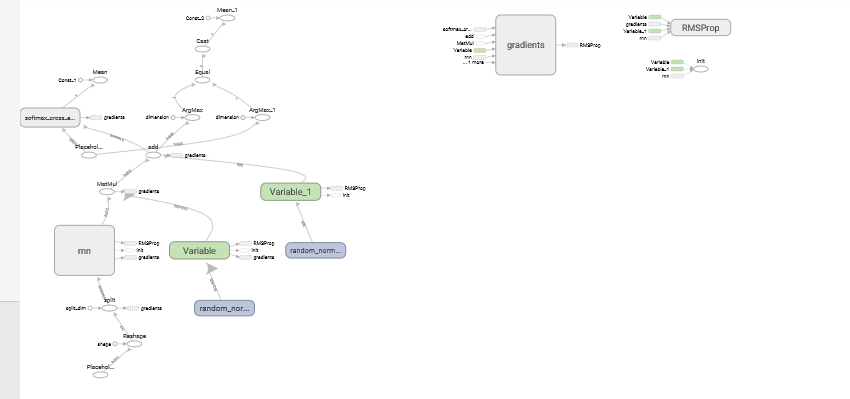 Mean_1
Const_2
Cast
Equal
Mean
Const_1
ArgMax
dimension
ArgMax_1
dimension
softmax_cross_e...
gradients
Placehol...
add
gradients
MatMul
gradients
Variable_1
RMSProp
init
rnn
RMSProp
init
gradients
Variable
RMSProp
init
gradients
random_norm...
split
split_dim
gradients
random_nor...
Reshape
shape
Placehol...
softmax_cr...
add
MatMul
Variable
rnn
... 1 more
gradients
RMSProp
Variable
gradients
Variable_1
rnn
RMSProp
Variable
Variable_1
rnn
init